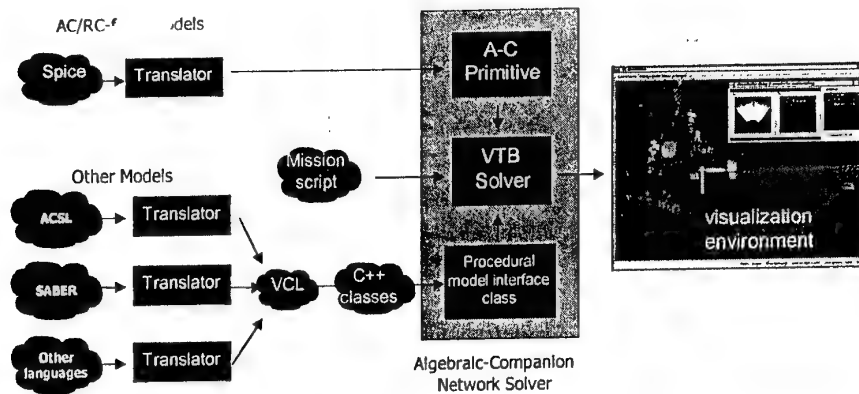 AC/RC-
Spice
Translator
A-C
Primitive
Mission
script
VTB
Solver
Other Models
ACSL
Translator
SABER
Translator
VCL
C++
classes
Procedural
model interface
class
Other
languages
Translator
visualization
environment
Algebraic-Companion
Network Solver